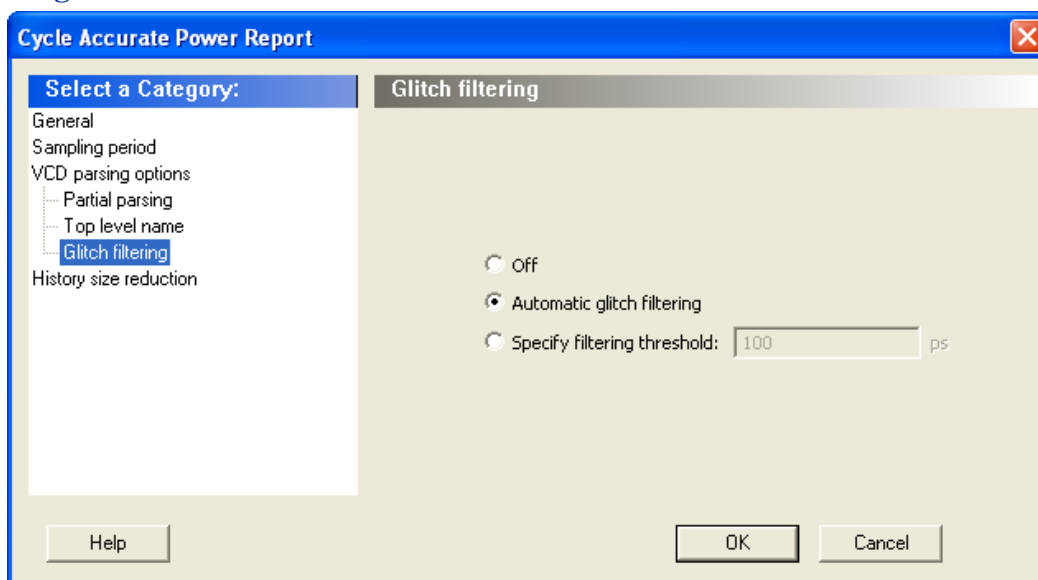 Cycle Accurate Power Report
Select a Category:
General
Sampling period
VCD parsing options
Partial parsing
Top level name
Glitch filtering
History size reduction
Glitch filtering
Off
Automatic glitch filtering
Specify filtering threshold: 100 ps
Help
OK
Cancel